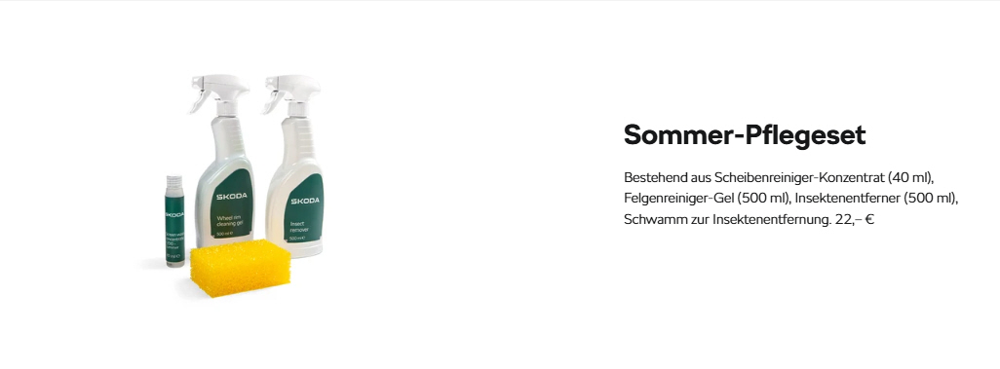 Sommer-Pflegeset
Bestehend aus Scheibenreiniger-Konzentrat (40 ml),
Felgenreiniger-Gel (500 ml), Insektenentferner (500 ml),
Schwamm zur Insektenentfernung. 22,– €
SKODA
Wheel rim
cleaning gel
500 ml e
SKODA
Insect
remover
500 ml e
SKODA